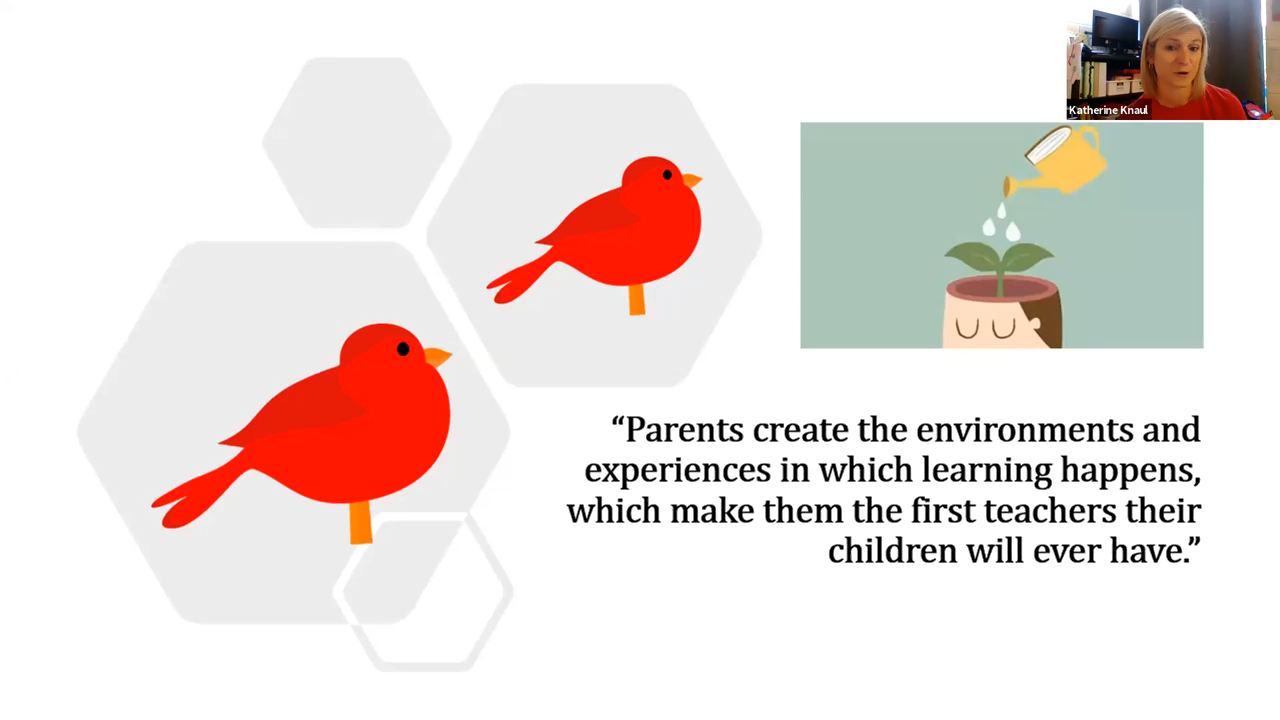 Katherine Knaul
“Parents create the environments and
experiences in which learning happens,
which make them the first teachers their
children will ever have.”